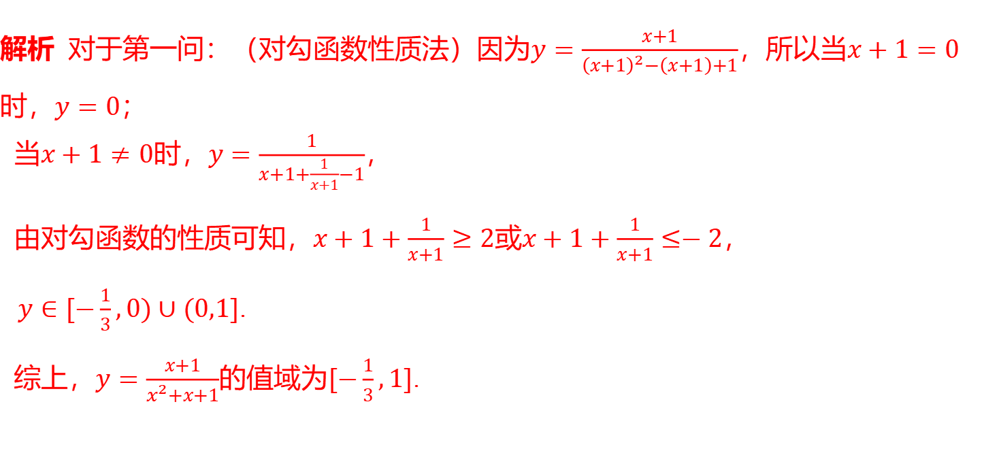 解析 对于第一问：（对勾函数性质法）因为$y=\frac{x+1}{(x+1)^2-(x+1)+1}$，所以当$x+1=0$
时，$y=0$；
当$x+1\neq 0$时，$y=\frac{1}{x+1+\frac{1}{x+1}-1}$，
由对勾函数的性质可知，$x+1+\frac{1}{x+1}\geq 2$或$x+1+\frac{1}{x+1}\leq -2$，
$y\in[-\frac{1}{3},0)\cup(0,1]$.
综上，$y=\frac{x+1}{x^2+x+1}$的值域为$[-\frac{1}{3},1]$.